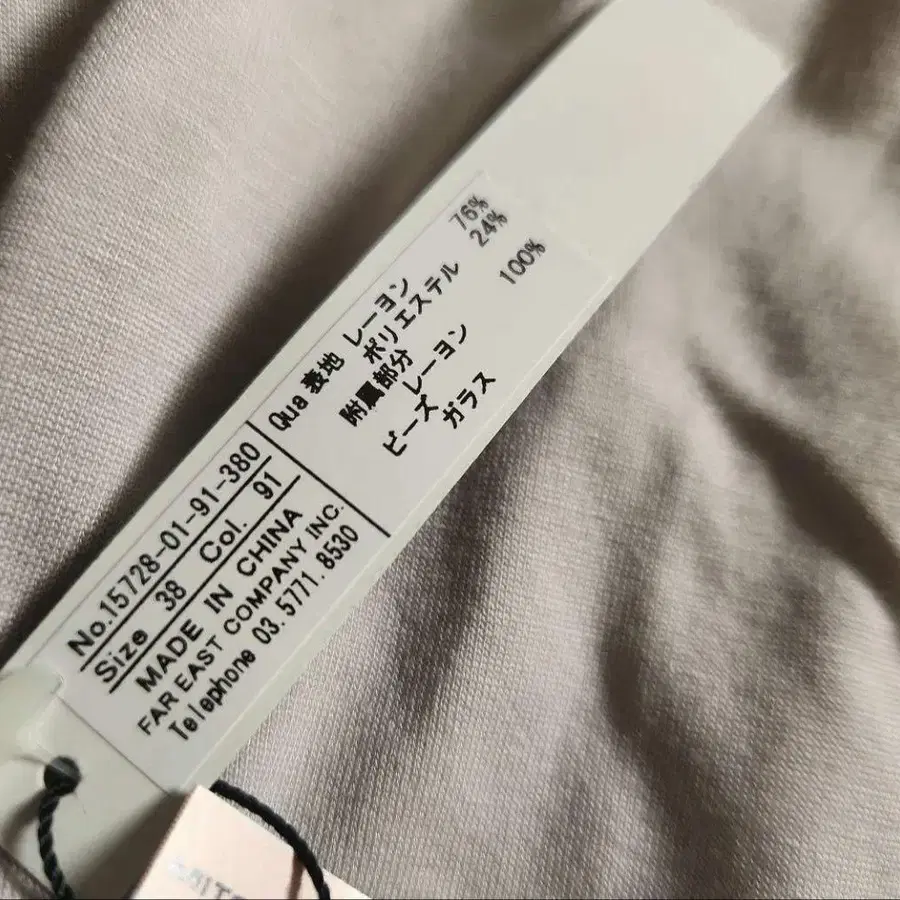 No.15728-01-91-380
Size 38 Col. 91
MADE IN CHINA
FAR EAST COMPANY INC.
Telephone 03.5771.8530
Qua 表地 レーヨン 76%
ポリエステル 24%
附属部分
レーヨン 100%
ビーズ ガラス